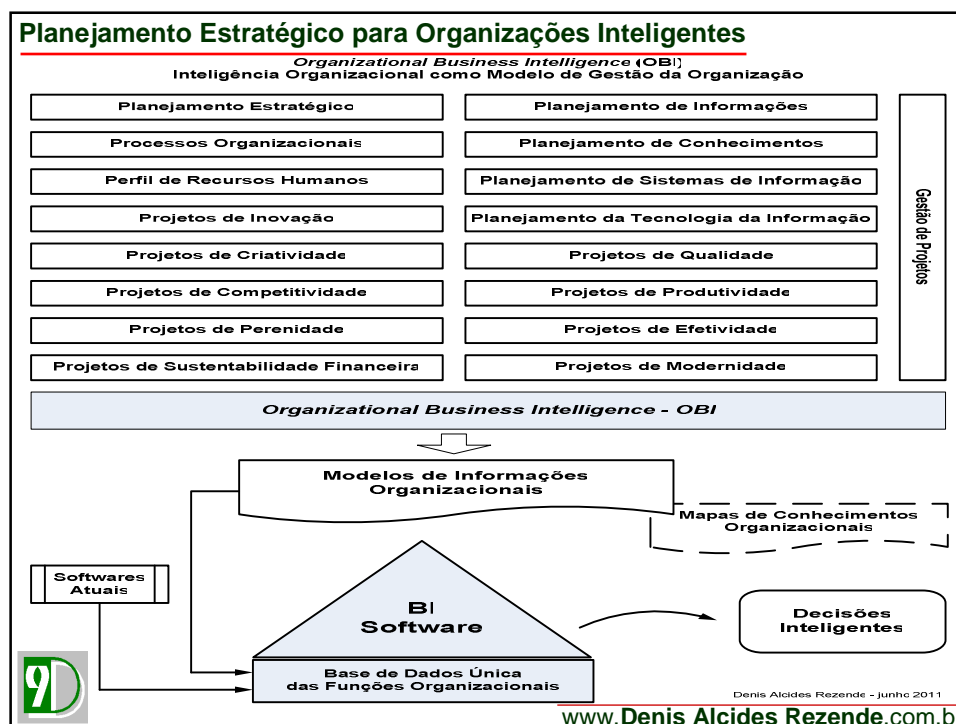 Planejamento Estratégico para Organizações Inteligentes
Organizational Business Intelligence (OBI)
Inteligência Organizacional como Modelo de Gestão da Organização
Planejamento Estratégico
Planejamento de Informações
Processos Organizacionais
Planejamento de Conhecimentos
Perfil de Recursos Humanos
Planejamento de Sistemas de Informação
Projetos de Inovação
Planejamento da Tecnologia da Informação
Projetos de Criatividade
Projetos de Qualidade
Projetos de Competitividade
Projetos de Produtividade
Projetos de Perenidade
Projetos de Efetividade
Projetos de Sustentabilidade Financeira
Projetos de Modernidade
Gestão de Projetos
Organizational Business Intelligence - OBI
Modelos de Informações
Organizacionais
Mapas de Conhecimentos
Organizacionais
Softwares
Atuais
BI
Software
Decisões
Inteligentes
Base de Dados Única
das Funções Organizacionais
9D
Denis Alcides Rezende - junho 2011
www.Denis Alcides Rezende.com.b